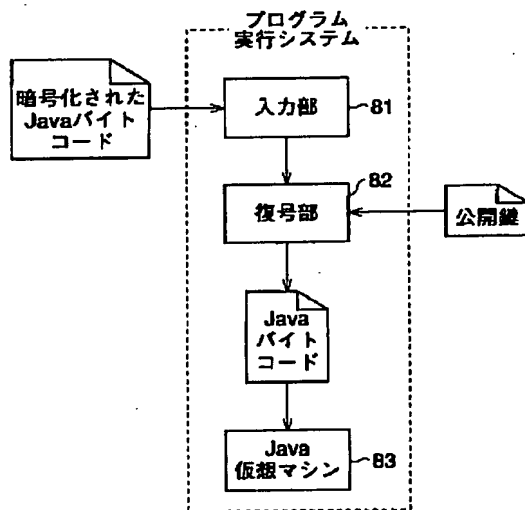 プログラム
実行システム
暗号化された
Javaバイト
コード
入力部
81
復号部
82
公開鍵
Java
バイト
コード
Java
仮想マシン
83